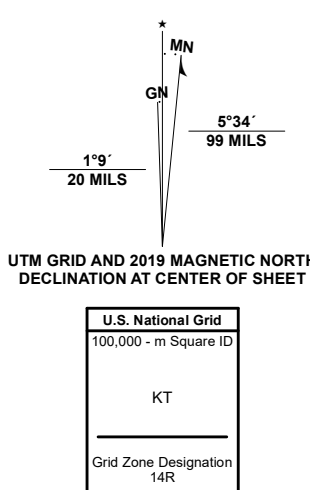 ★
MN
GN
5°34´
99 MILS
1°9´
20 MILS
UTM GRID AND 2019 MAGNETIC NORTH
DECLINATION AT CENTER OF SHEET
U.S. National Grid
100,000 - m Square ID
KT
Grid Zone Designation
14R